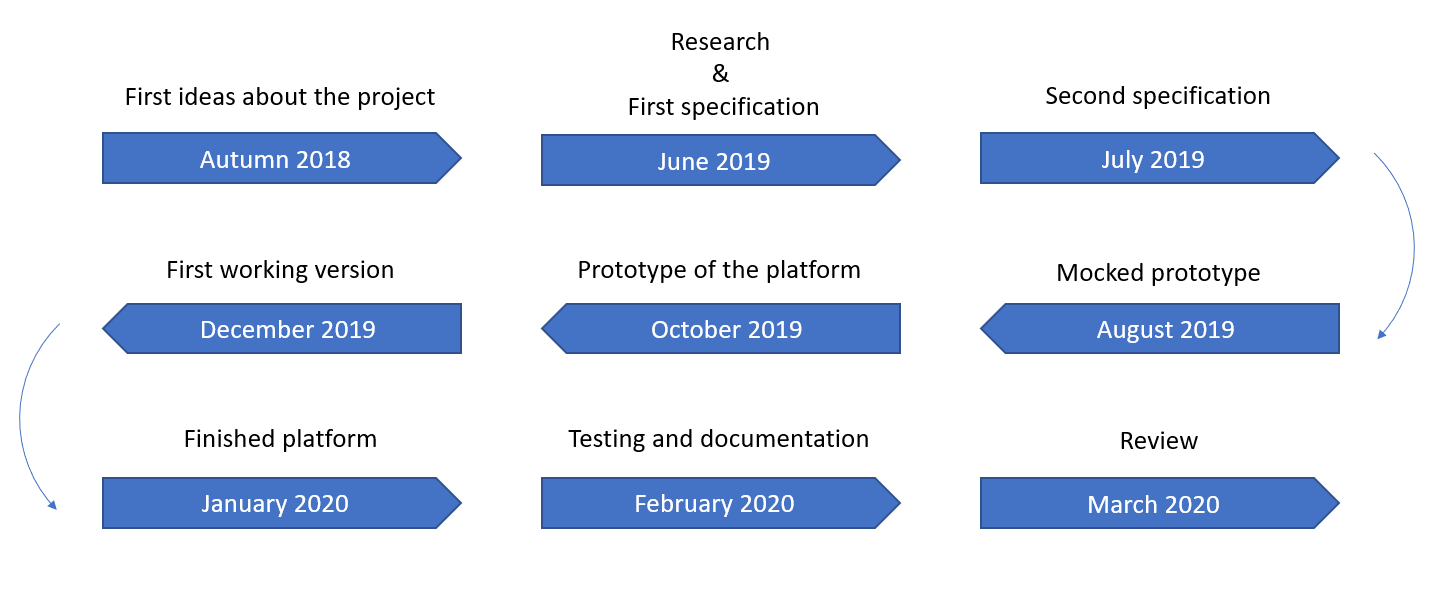 First ideas about the project
Autumn 2018
Research
&
First specification
June 2019
Second specification
July 2019
Mocked prototype
August 2019
Prototype of the platform
October 2019
First working version
December 2019
Finished platform
January 2020
Testing and documentation
February 2020
Review
March 2020